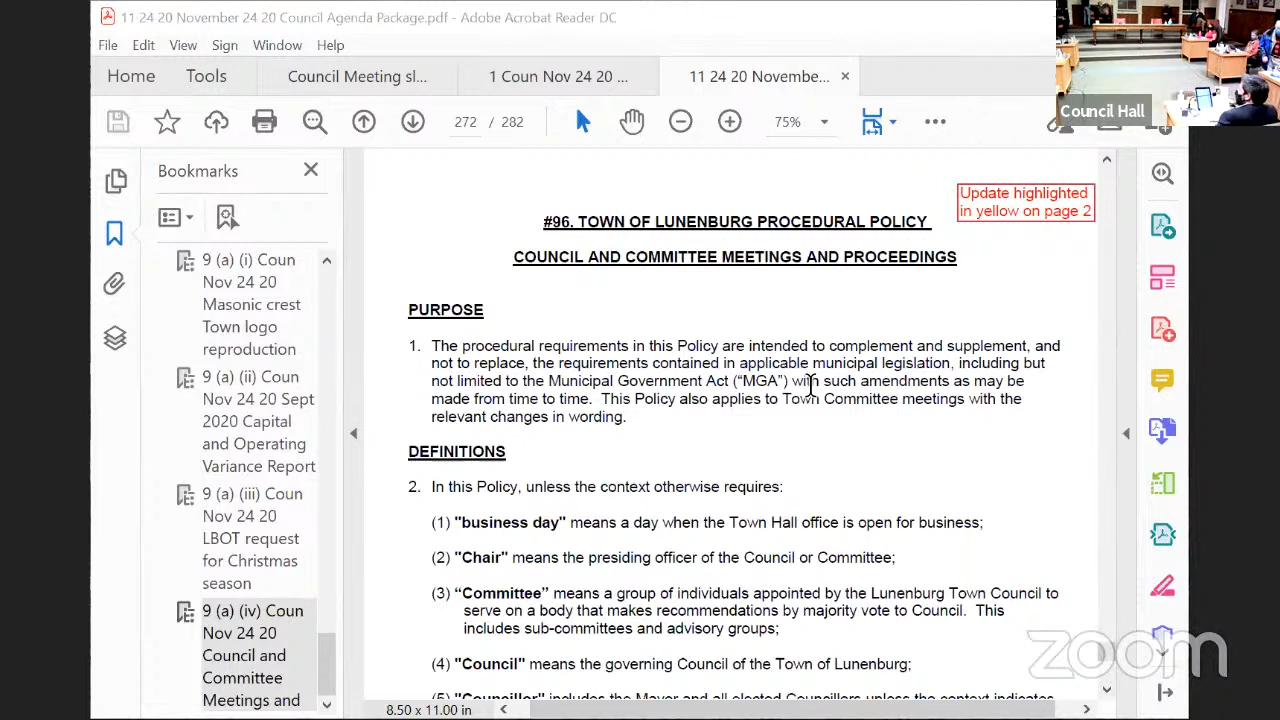 11 24 20 November 24 20 Council Agenda Package.pdf - Adobe Acrobat Reader DC
File Edit View Sign Window Help
Home Tools Council Meeting sl... 1 Coun Nov 24 20 ... 11 24 20 Novembe... ×
Council Hall
272 / 282 75%
Bookmarks
9 (a) (i) Coun
Nov 24 20
Masonic crest
Town logo
reproduction
9 (a) (ii) Coun
Nov 24 20 Sept
2020 Capital
and Operating
Variance Report
9 (a) (iii) Coun
Nov 24 20
LBOT request
for Christmas
season
9 (a) (iv) Coun
Nov 24 20
Council and
Committee
Meetings and
Update highlighted
in yellow on page 2
#96. TOWN OF LUNENBURG PROCEDURAL POLICY
COUNCIL AND COMMITTEE MEETINGS AND PROCEEDINGS
PURPOSE
1. The procedural requirements in this Policy are intended to complement and supplement, and
not to replace, the requirements contained in applicable municipal legislation, including but
not limited to the Municipal Government Act (“MGA”) with such amendments as may be
made from time to time. This Policy also applies to Town Committee meetings with the
relevant changes in wording.
DEFINITIONS
2. In this Policy, unless the context otherwise requires:
(1) "business day" means a day when the Town Hall office is open for business;
(2) "Chair" means the presiding officer of the Council or Committee;
(3) “Committee” means a group of individuals appointed by the Lunenburg Town Council to
serve on a body that makes recommendations by majority vote to Council. This
includes sub-committees and advisory groups;
(4) "Council" means the governing Council of the Town of Lunenburg;
(5) "Councillor" includes the Mayor and all elected Councillors unless the context indicates
8.50 x 11.00 in
zoom